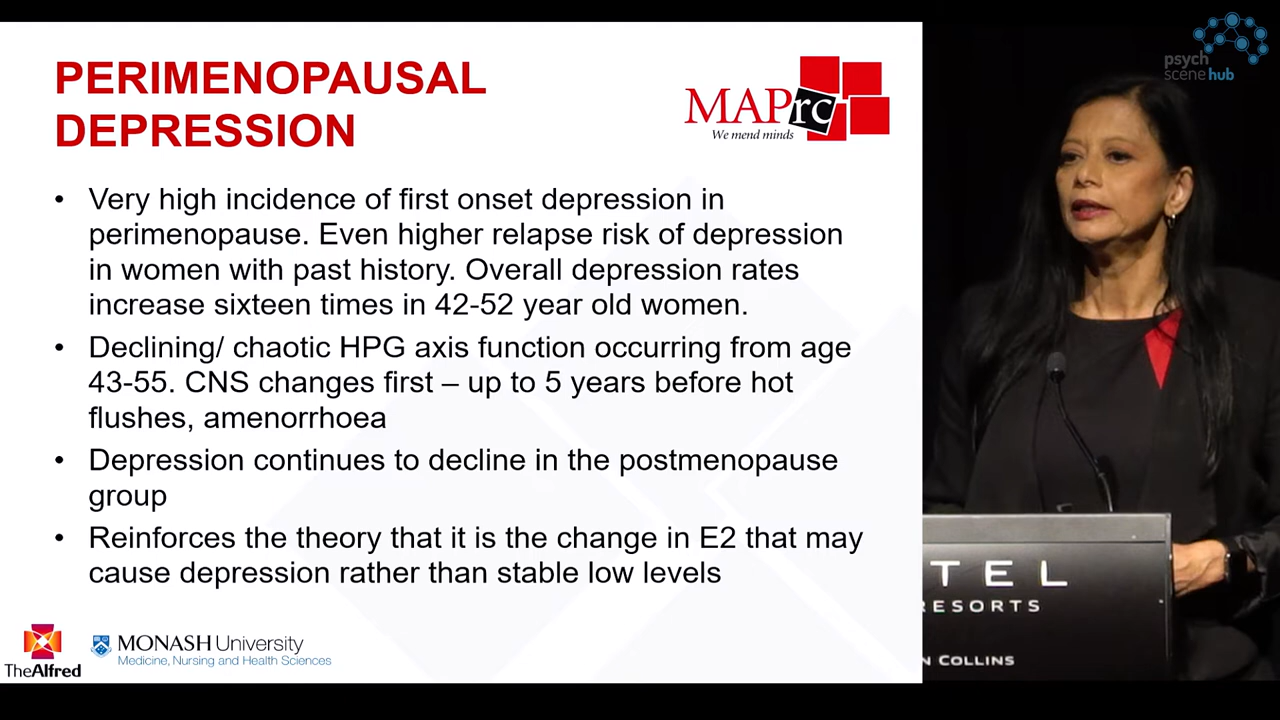 PERIMENOPAUSAL
DEPRESSION
MAPrc
We mend minds
psych
scene hub
• Very high incidence of first onset depression in
perimenopause. Even higher relapse risk of depression
in women with past history. Overall depression rates
increase sixteen times in 42-52 year old women.
• Declining/ chaotic HPG axis function occurring from age
43-55. CNS changes first – up to 5 years before hot
flushes, amenorrhoea
• Depression continues to decline in the postmenopause
group
• Reinforces the theory that it is the change in E2 that may
cause depression rather than stable low levels
TheAlfred
MONASH University
Medicine, Nursing and Health Sciences
TEL
RESORTS
N COLLINS